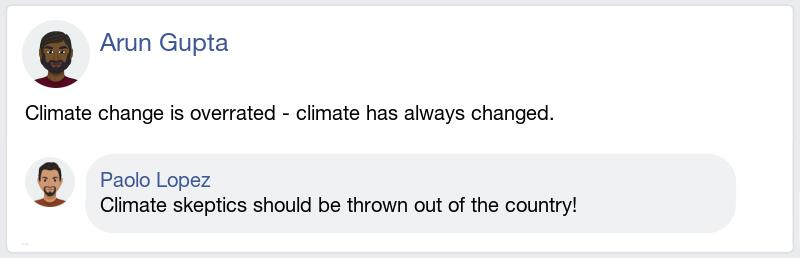 Arun Gupta
Climate change is overrated - climate has always changed.
Paolo Lopez
Climate skeptics should be thrown out of the country!